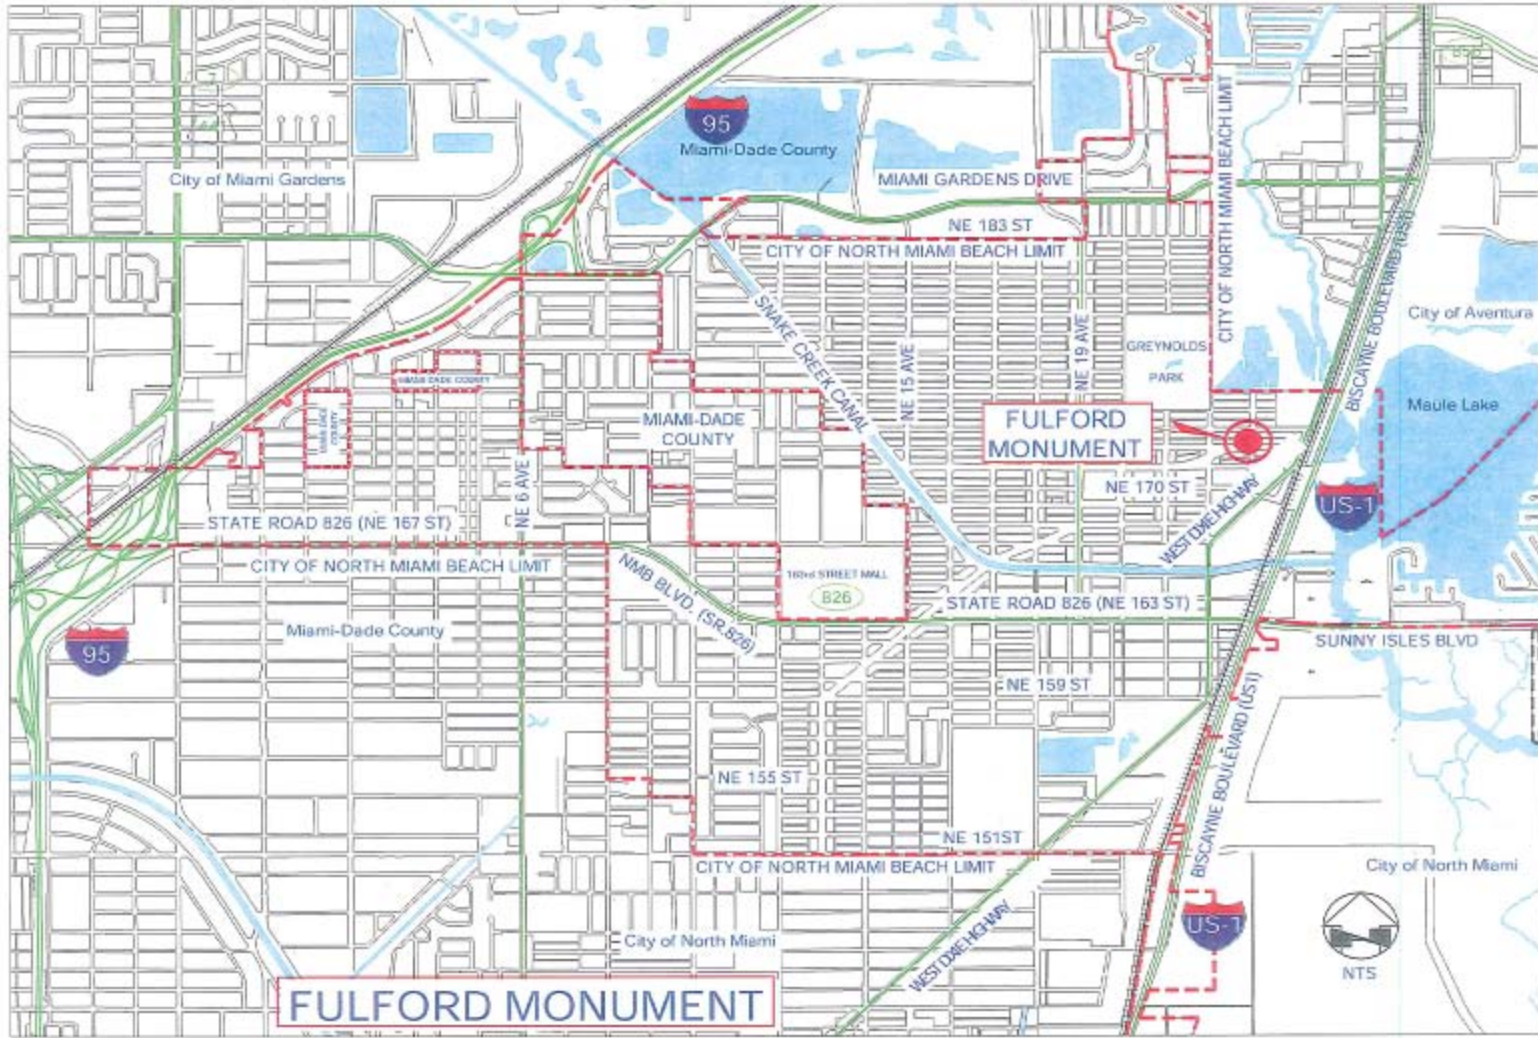 95
Miami-Dade County
City of Miami Gardens
MIAMI GARDENS DRIVE
CITY OF NORTH MIAMI BEACH LIMIT
NE 183 ST
CITY OF NORTH MIAMI BEACH LIMIT
BISCAYNE BOULEVARD (US1)
City of Aventura
SNAKE CREEK CANAL
NE 15 AVE
NE 19 AVE
GREYNOLDS
PARK
MIAMI-DADE COUNTY
MIAMI-DADE
COUNTY
MIAMI-DADE
COUNTY
Maule Lake
FULFORD
MONUMENT
NE 6 AVE
NE 170 ST
US-1
WEST DIXIE HIGHWAY
STATE ROAD 826 (NE 167 ST)
CITY OF NORTH MIAMI BEACH LIMIT
NMB BLVD. (SR.826)
163rd STREET MALL
826
STATE ROAD 826 (NE 163 ST)
Miami-Dade County
95
SUNNY ISLES BLVD
NE 159 ST
BISCAYNE BOULEVARD (US1)
NE 155 ST
NE 151ST
CITY OF NORTH MIAMI BEACH LIMIT
City of North Miami
WEST DIXIE HIGHWAY
US-1
City of North Miami
NTS
FULFORD MONUMENT